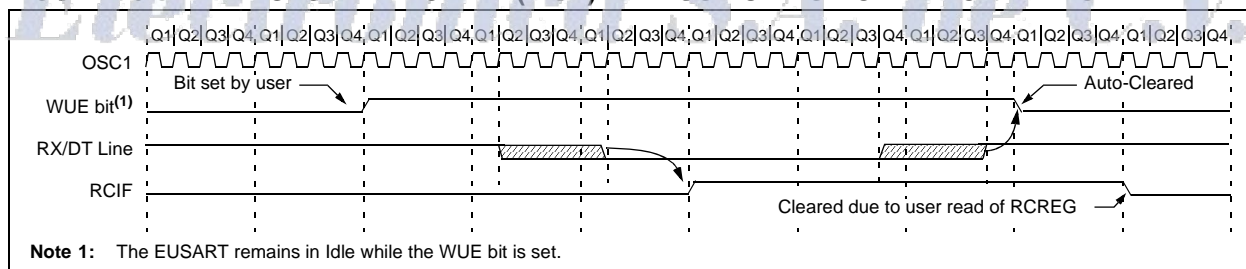 Q1 Q2 Q3 Q4 Q1 Q2 Q3 Q4 Q1 Q2 Q3 Q4 Q1 Q2 Q3 Q4 Q1 Q2 Q3 Q4 Q1 Q2 Q3 Q4 Q1 Q2 Q3 Q4 Q1 Q2 Q3 Q4 Q1 Q2 Q3 Q4 Q1 Q2 Q3 Q4
OSC1
Bit set by user
Auto-Cleared
WUE bit(1)
RX/DT Line
RCIF
Cleared due to user read of RCREG
Note 1: The EUSART remains in Idle while the WUE bit is set.